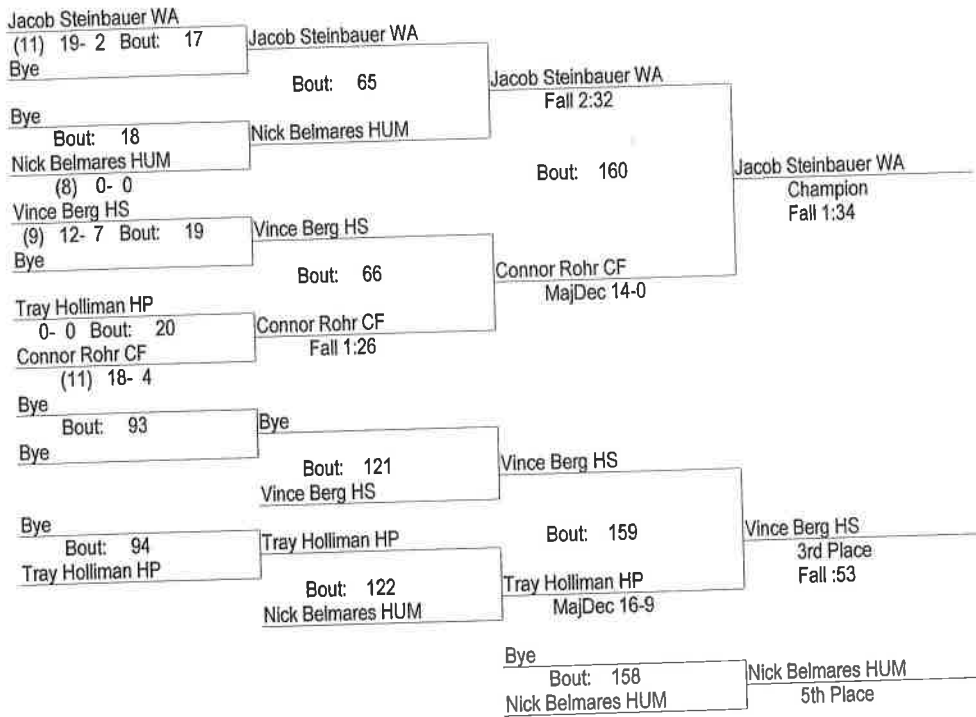 Jacob Steinbauer WA
(11) 19- 2 Bout: 17
Bye
Jacob Steinbauer WA
Bout: 65
Jacob Steinbauer WA
Fall 2:32
Bye
Bout: 18
Nick Belmares HUM
(8) 0- 0
Nick Belmares HUM
Bout: 160
Jacob Steinbauer WA
Champion
Fall 1:34
Vince Berg HS
(9) 12- 7 Bout: 19
Bye
Vince Berg HS
Bout: 66
Connor Rohr CF
MajDec 14-0
Tray Holliman HP
0- 0 Bout: 20
Connor Rohr CF
(11) 18- 4
Connor Rohr CF
Fall 1:26
Bye
Bout: 93
Bye
Bye
Bout: 121
Vince Berg HS
Vince Berg HS
Bye
Bout: 94
Tray Holliman HP
Tray Holliman HP
Bout: 122
Nick Belmares HUM
Bout: 159
Tray Holliman HP
MajDec 16-9
Vince Berg HS
3rd Place
Fall :53
Bye
Bout: 158
Nick Belmares HUM
Nick Belmares HUM
5th Place